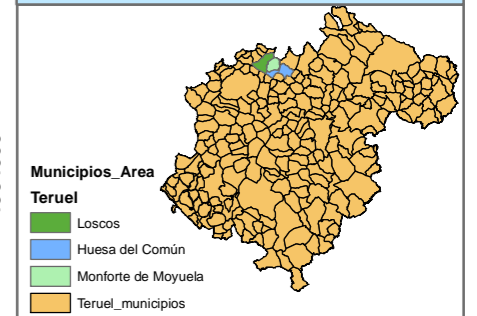 Municipios_Area
Teruel
Loscos
Huesa del Común
Monforte de Moyuela
Teruel_municipios